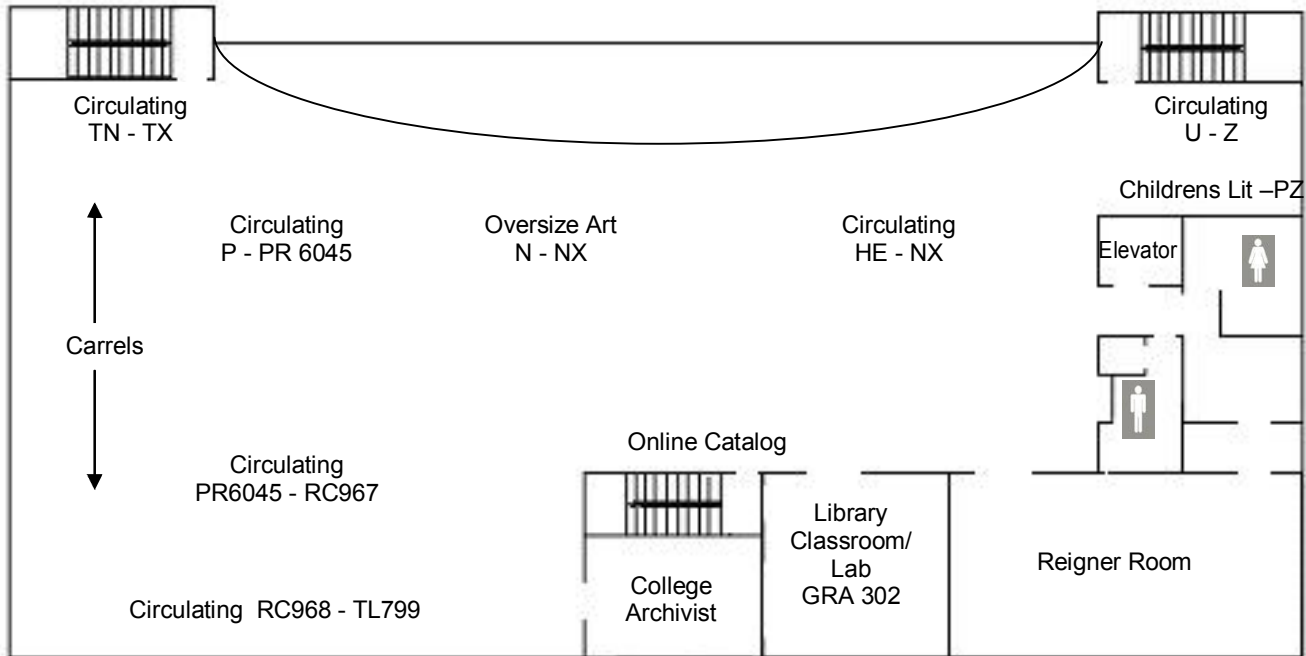 Circulating
TN - TX
Circulating
U - Z
Childrens Lit –PZ
Circulating
P - PR 6045
Oversize Art
N - NX
Circulating
HE - NX
Elevator
Carrels
Online Catalog
Circulating
PR6045 - RC967
Library
Classroom/
Lab
GRA 302
Reigner Room
College
Archivist
Circulating  RC968 - TL799